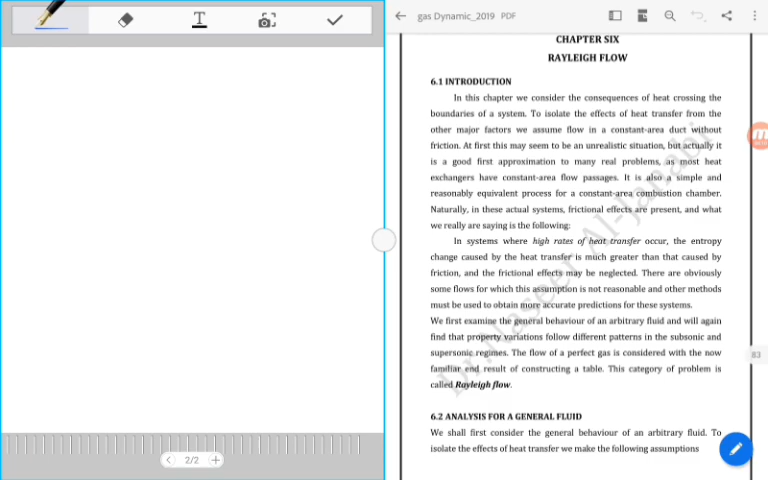 T
gas Dynamic_2019 PDF
CHAPTER SIX
RAYLEIGH FLOW
6.1 INTRODUCTION
In this chapter we consider the consequences of heat crossing the
boundaries of a system. To isolate the effects of heat transfer from the
other major factors we assume flow in a constant-area duct without
friction. At first this may seem to be an unrealistic situation, but actually it
is a good first approximation to many real problems, as most heat
exchangers have constant-area flow passages. It is also a simple and
reasonably equivalent process for a constant-area combustion chamber.
Naturally, in these actual systems, frictional effects are present, and what
we really are saying is the following:
In systems where high rates of heat transfer occur, the entropy
change caused by the heat transfer is much greater than that caused by
friction, and the frictional effects may be neglected. There are obviously
some flows for which this assumption is not reasonable and other methods
must be used to obtain more accurate predictions for these systems.
We first examine the general behaviour of an arbitrary fluid and will again
find that property variations follow different patterns in the subsonic and
supersonic regimes. The flow of a perfect gas is considered with the now
familiar end result of constructing a table. This category of problem is
called Rayleigh flow.
6.2 ANALYSIS FOR A GENERAL FLUID
We shall first consider the general behaviour of an arbitrary fluid. To
isolate the effects of heat transfer we make the following assumptions
Dr. Naseer Al-Janabi
83
2/2